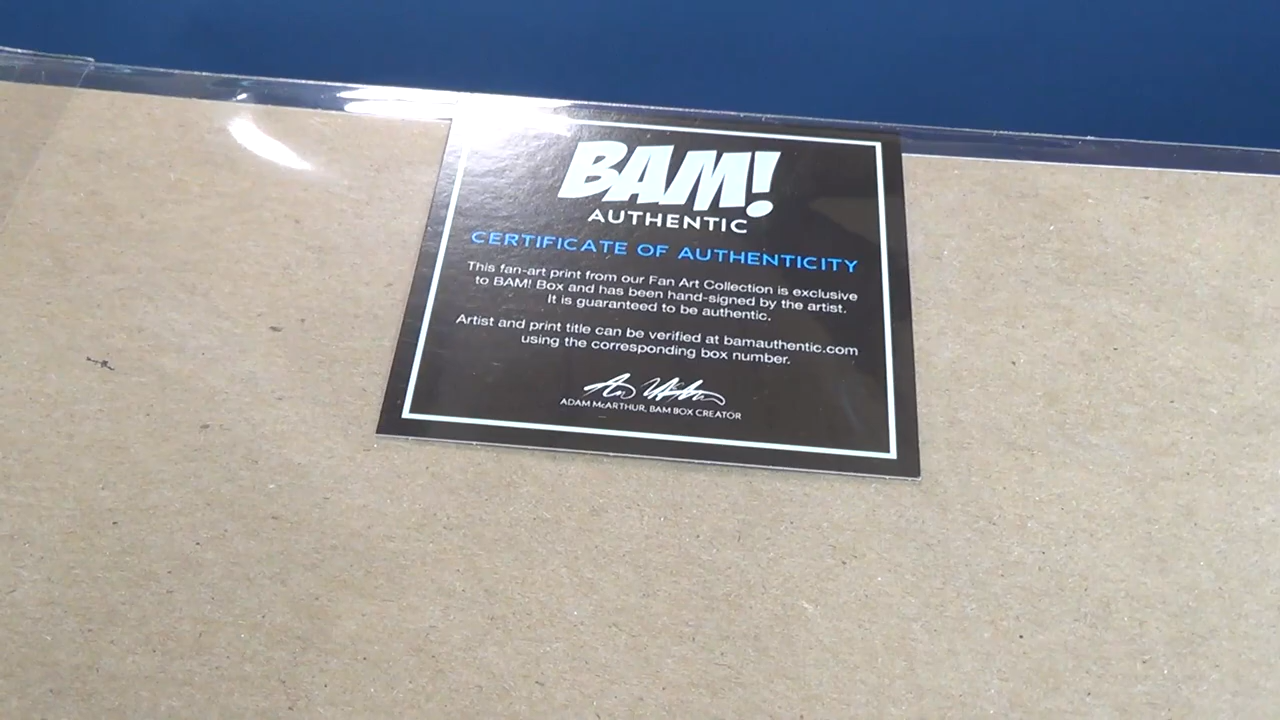 BAM!
AUTHENTIC
CERTIFICATE OF AUTHENTICITY
This fan-art print from our Fan Art Collection is exclusive
to BAM! Box and has been hand-signed by the artist.
It is guaranteed to be authentic.
Artist and print title can be verified at bamauthentic.com
using the corresponding box number.
ADAM McARTHUR, BAM BOX CREATOR